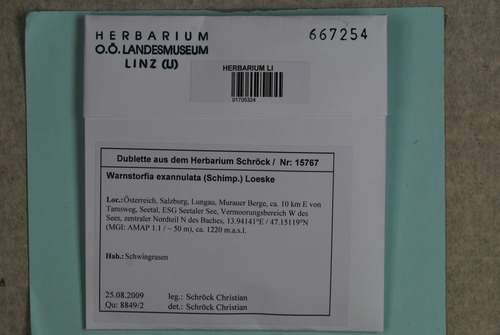 HERBARIUM
O.Ö. LANDESMUSEUM
LINZ (U)
667254
HERBARIUM LI
01705324
Dublette aus dem Herbarium Schröck / Nr: 15767
Warnstorfia exannulata (Schimp.) Loeske
Loc.:Österreich, Salzburg, Lungau, Murauer Berge, ca. 10 km E von
Tamsweg, Seetal, ESG Seetaler See, Vermoorungsbereich W des
Sees, zentraler Nordteil N des Baches, 13.94141°E / 47.15119°N
(MGI: AMAP 1.1 / ~ 50 m), ca. 1220 m.a.s.l.
Hab.: Schwingrasen
25.08.2009 leg.: Schröck Christian
Qu: 8849/2 det.: Schröck Christian